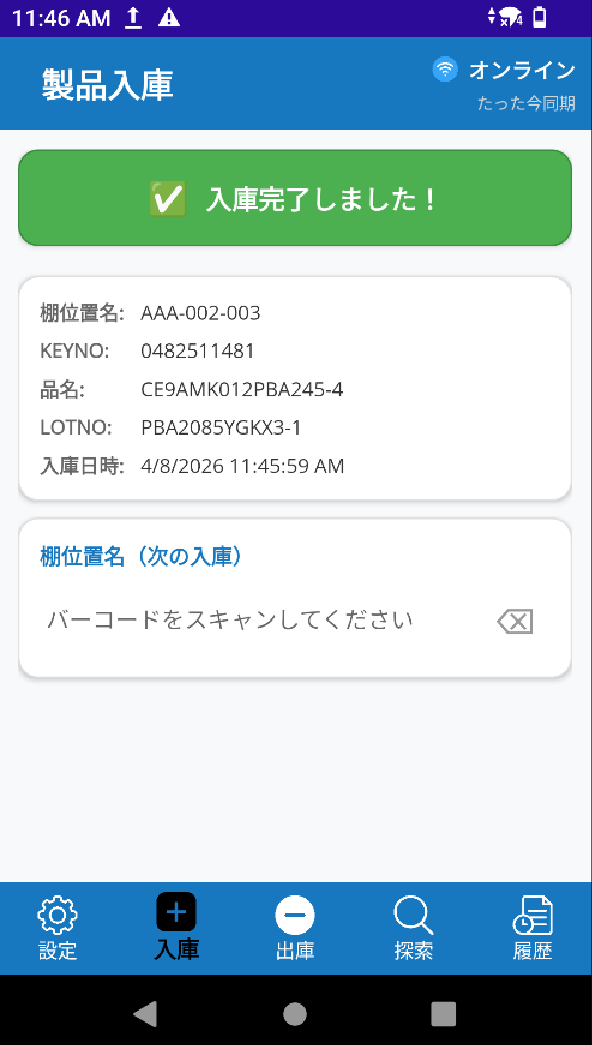 11:46 AM
製品入庫
オンライン
たった今同期
入庫完了しました！
棚位置名: AAA-002-003
KEYNO: 0482511481
品名: CE9AMK012PBA245-4
LOTNO: PBA2085YGKX3-1
入庫日時: 4/8/2026 11:45:59 AM
棚位置名（次の入庫）
バーコードをスキャンしてください
設定
入庫
出庫
探索
履歴